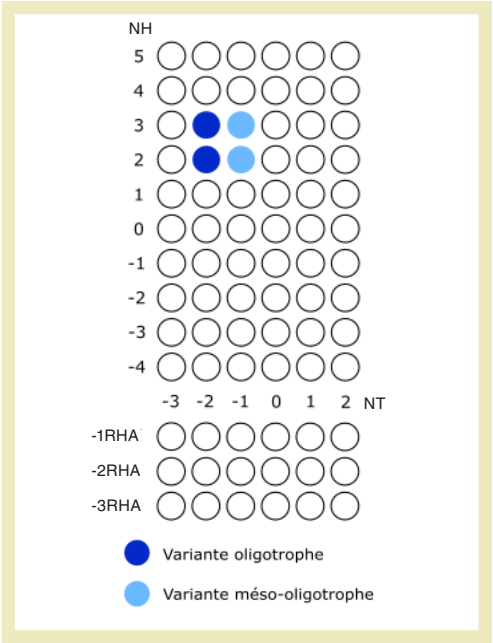 NH
5
4
3
2
1
0
-1
-2
-3
-4
-3 -2 -1 0 1 2 NT
-1RHA
-2RHA
-3RHA
Variante oligotrophe
Variante méso-oligotrophe